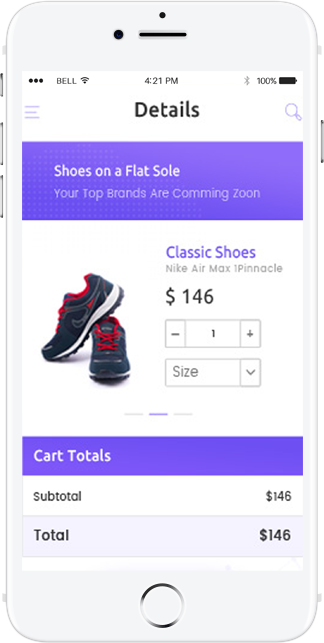 BELL 4:21 PM 100%
Details
Shoes on a Flat Sole
Your Top Brands Are Comming Zoon
Classic Shoes
Nike Air Max 1Pinnacle
$ 146
− 1 +
Size
Cart Totals
Subtotal $146
Total $146